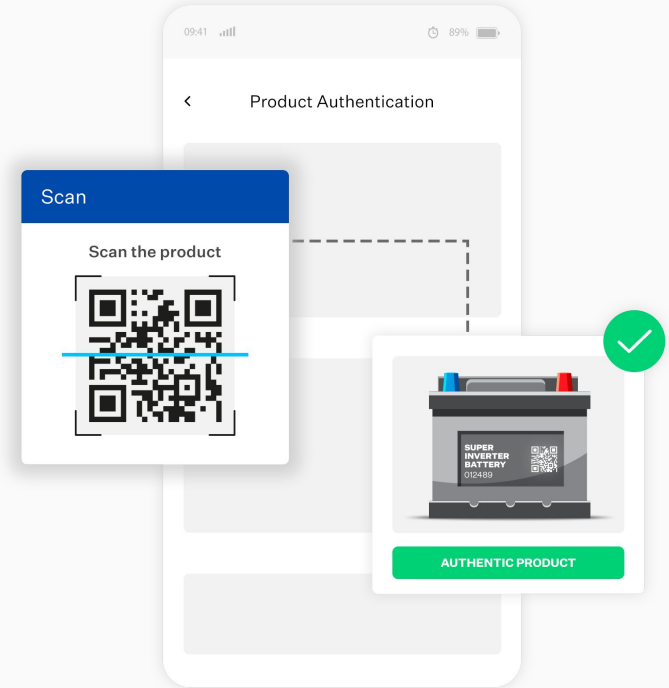 09:41
89%
Product Authentication
Scan
Scan the product
SUPER
INVERTER
BATTERY
012489
AUTHENTIC PRODUCT